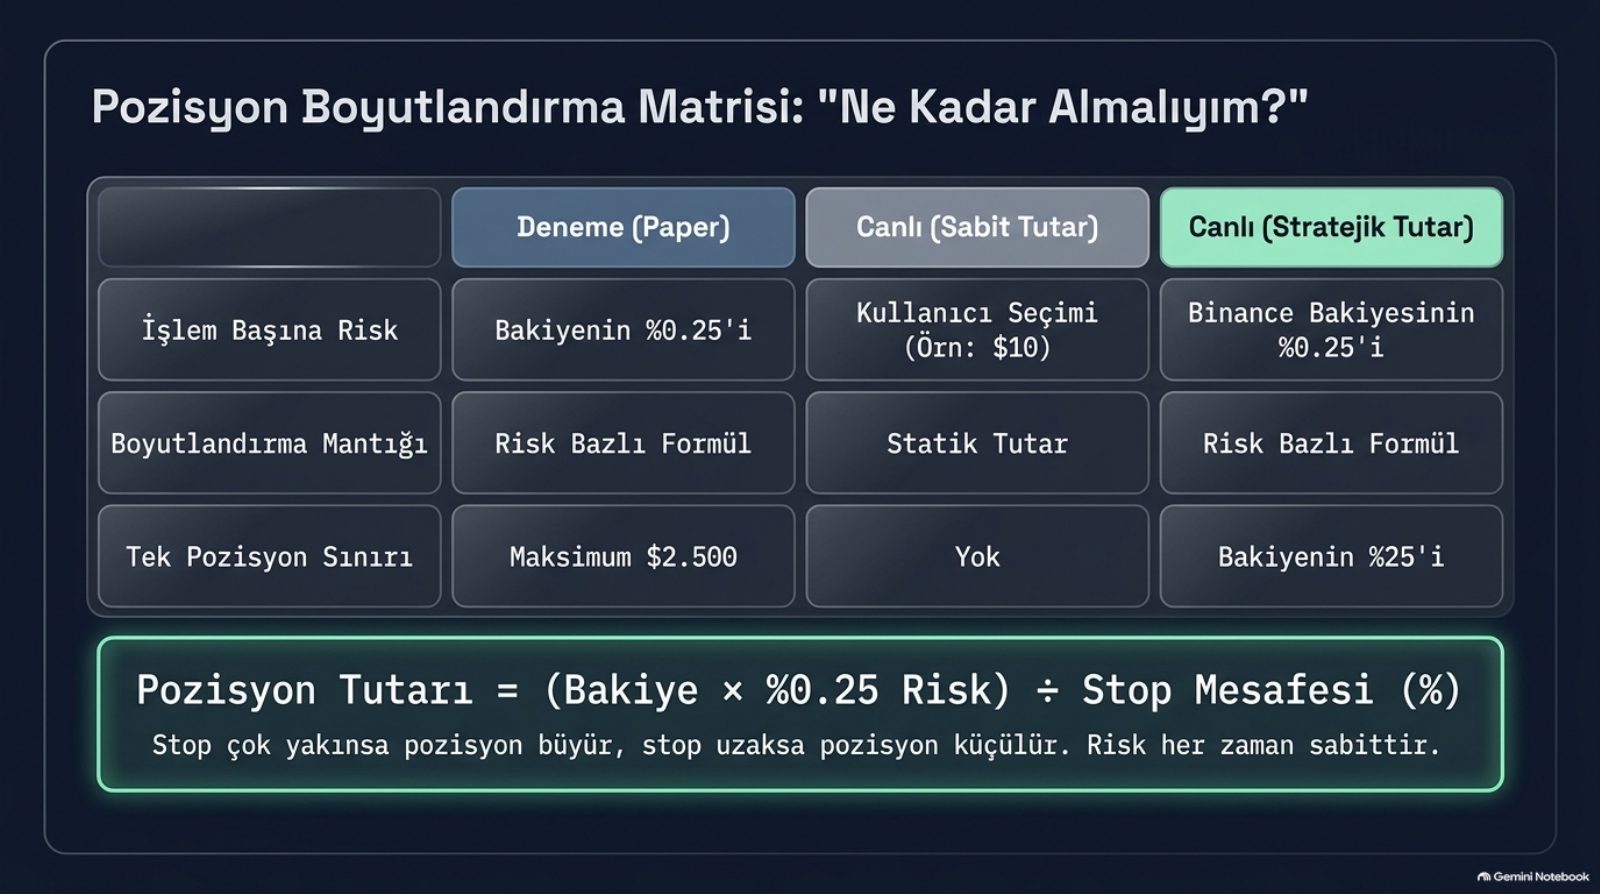 Pozisyon Boyutlandırma Matrisi: "Ne Kadar Almalıyım?"
Deneme (Paper)
Canlı (Sabit Tutar)
Canlı (Stratejik Tutar)
İşlem Başına Risk
Bakiyenin %0.25'i
Kullanıcı Seçimi
(Örn: $10)
Binance Bakiyesinin
%0.25'i
Boyutlandırma Mantığı
Risk Bazlı Formül
Statik Tutar
Risk Bazlı Formül
Tek Pozisyon Sınırı
Maksimum $2.500
Yok
Bakiyenin %25'i
Pozisyon Tutarı = (Bakiye × %0.25 Risk) ÷ Stop Mesafesi (%)
Stop çok yakınsa pozisyon büyür, stop uzaksa pozisyon küçülür. Risk her zaman sabittir.
Gemini Notebook